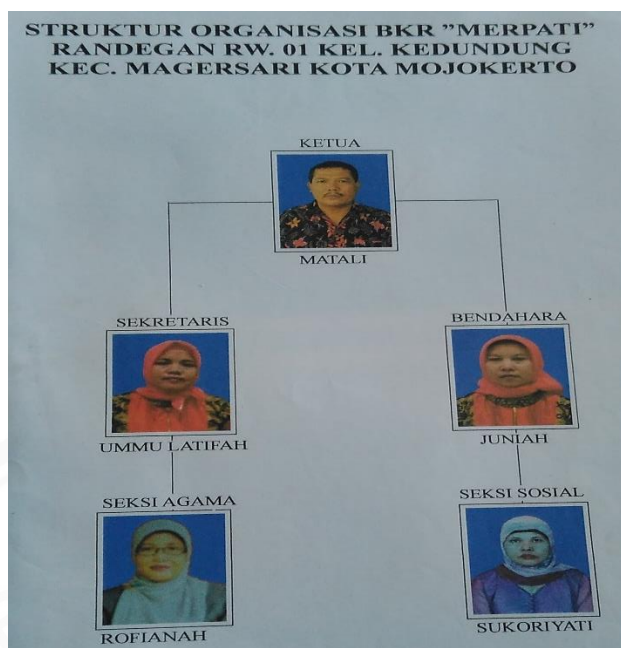 STRUKTUR ORGANISASI BKR ”MERPATI”
RANDEGAN RW. 01 KEL. KEDUNDUNG
KEC. MAGERSARI KOTA MOJOKERTO
KETUA
MATALI
SEKRETARIS
BENDAHARA
UMMU LATIFAH
JUNIAH
SEKSI AGAMA
SEKSI SOSIAL
ROFIANAH
SUKORIYATI